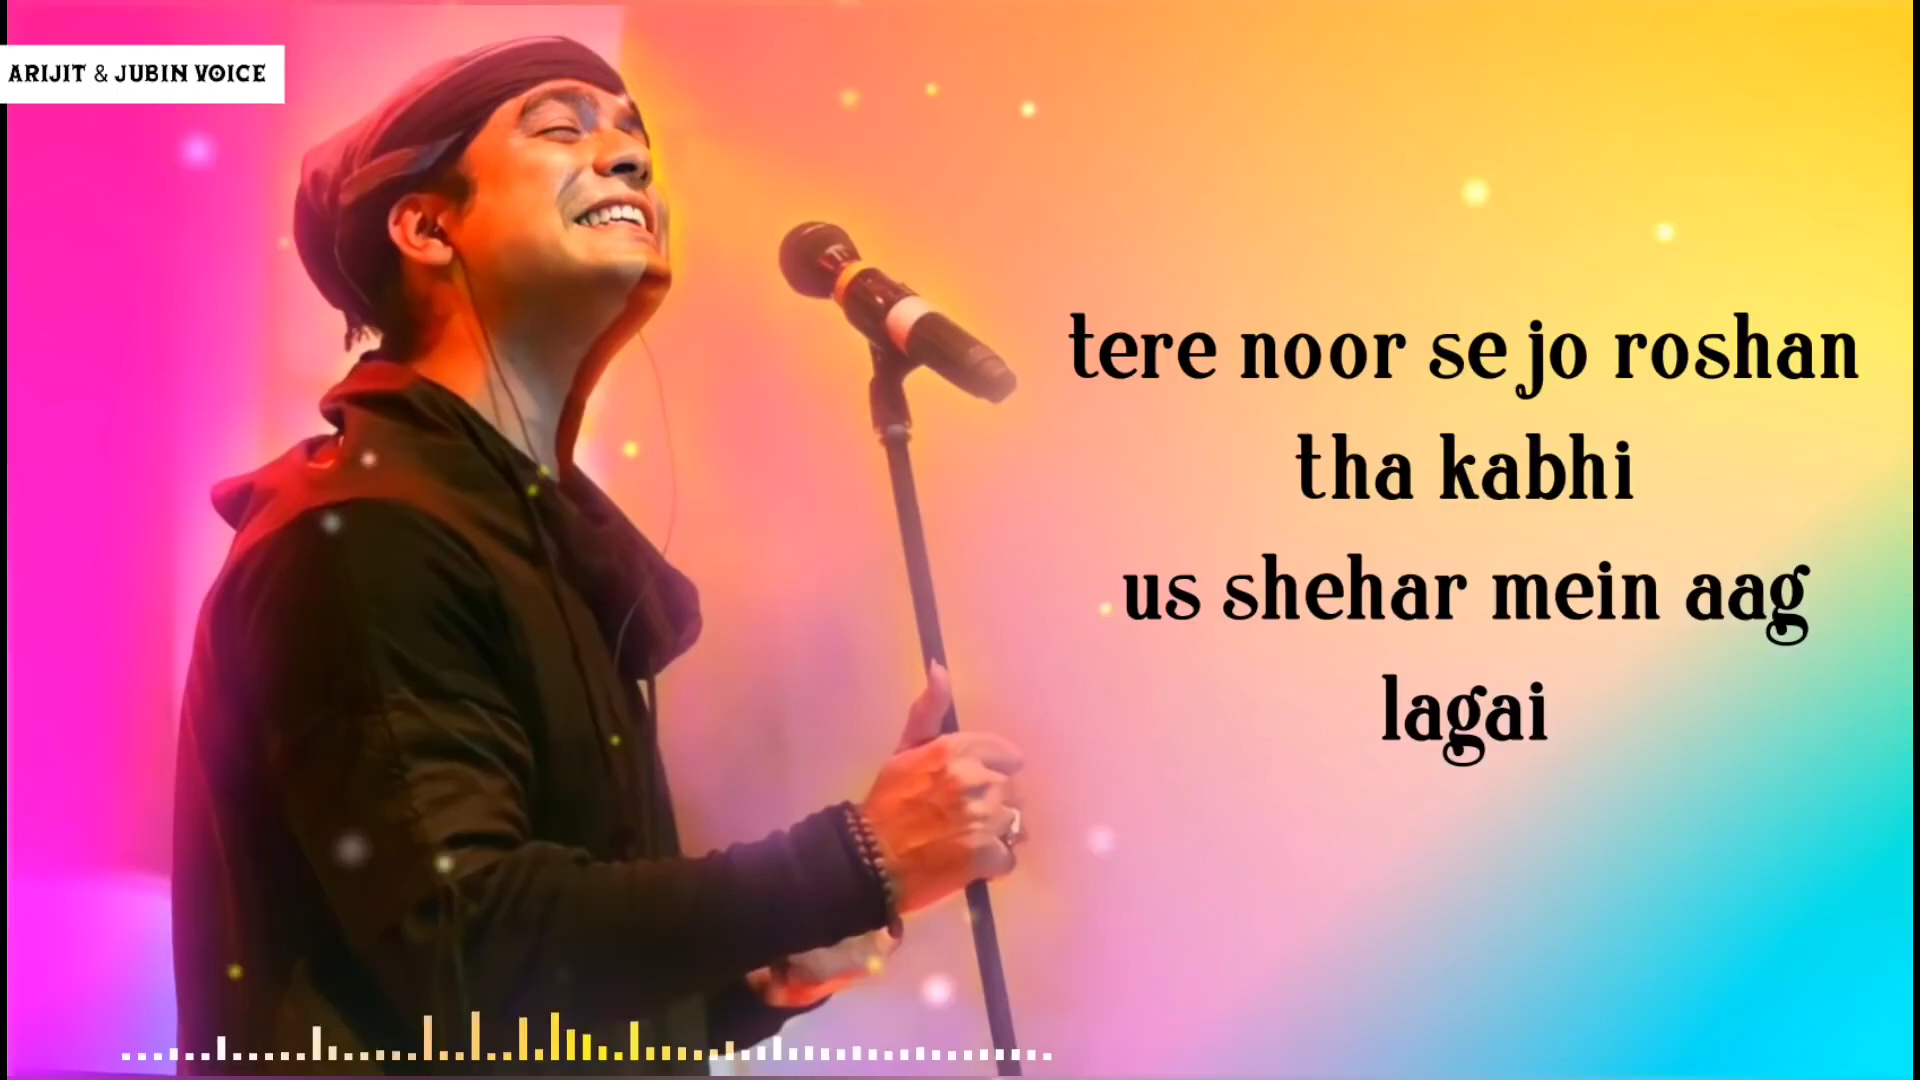 ARIJIT & JUBIN VOICE
tere noor se jo roshan
tha kabhi
us shehar mein aag
lagai